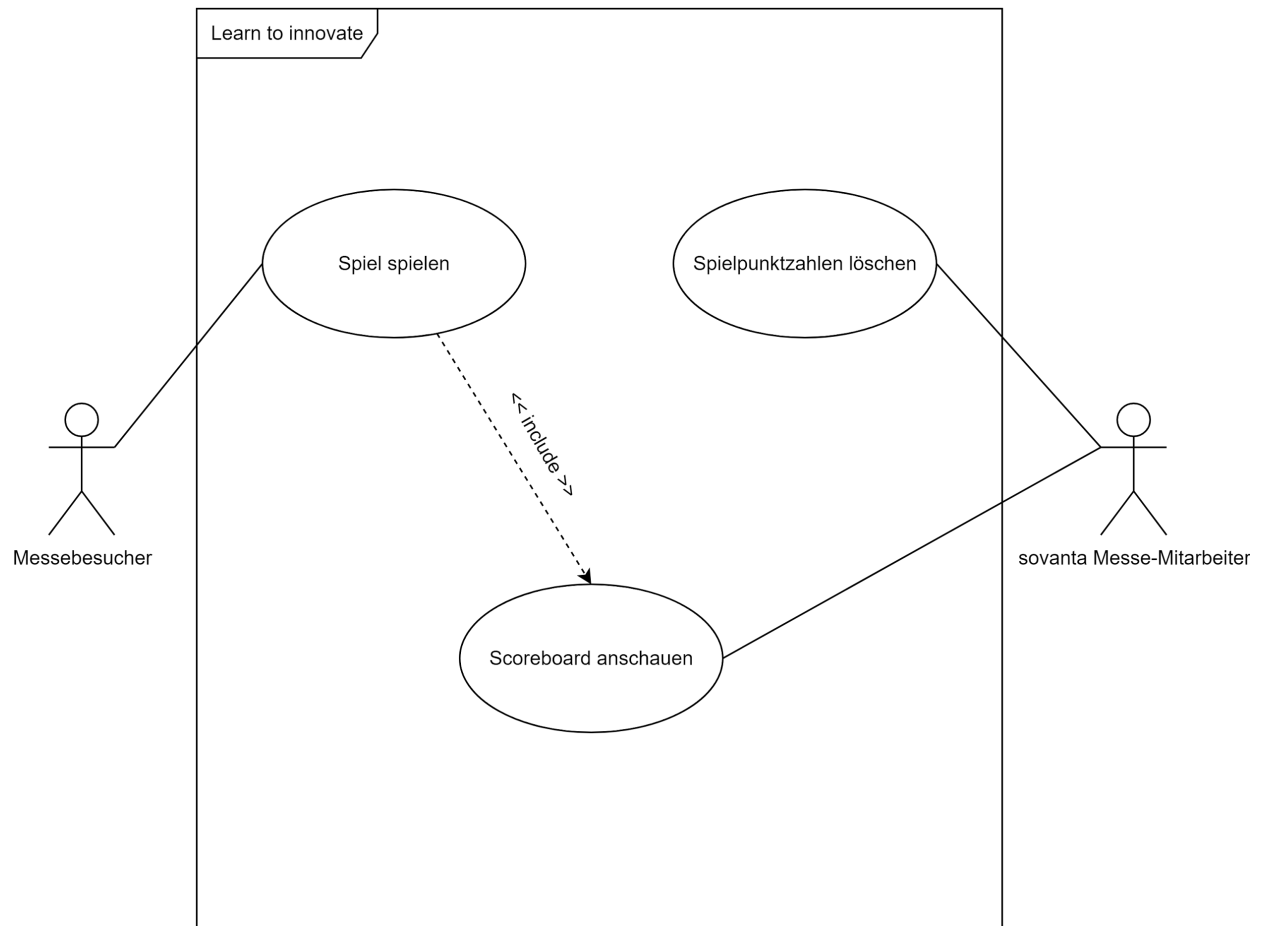 Learn to innovate
Spiel spielen
Spielpunktzahlen löschen
<< include >>
Messebesucher
sovanta Messe-Mitarbeiter
Scoreboard anschauen